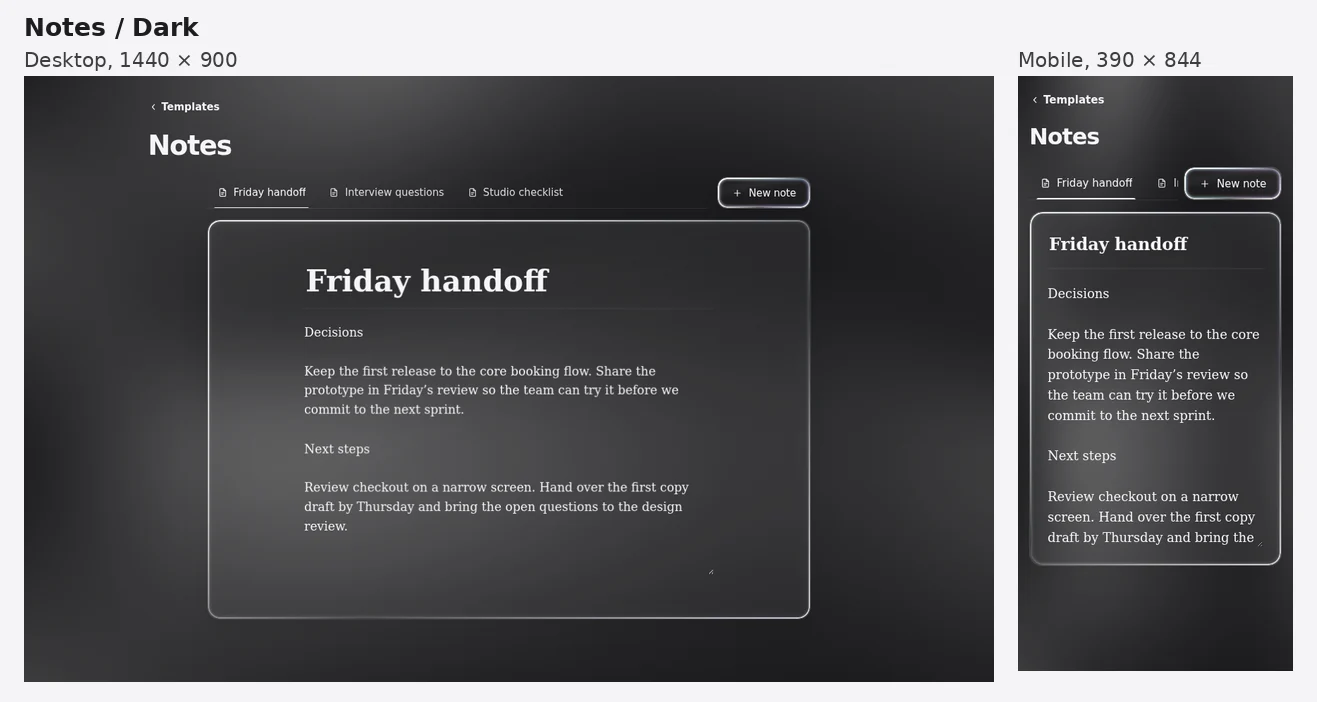 Notes / Dark
Desktop, 1440 × 900
‹ Templates
Notes
Friday handoff
Interview questions
Studio checklist
+ New note
Friday handoff
Decisions
Keep the first release to the core booking flow. Share the
prototype in Friday’s review so the team can try it before we
commit to the next sprint.
Next steps
Review checkout on a narrow screen. Hand over the first copy
draft by Thursday and bring the open questions to the design
review.
Mobile, 390 × 844
‹ Templates
Notes
Friday handoff
+ New note
Friday handoff
Decisions
Keep the first release to the core
booking flow. Share the
prototype in Friday’s review so
the team can try it before we
commit to the next sprint.
Next steps
Review checkout on a narrow
screen. Hand over the first copy
draft by Thursday and bring the